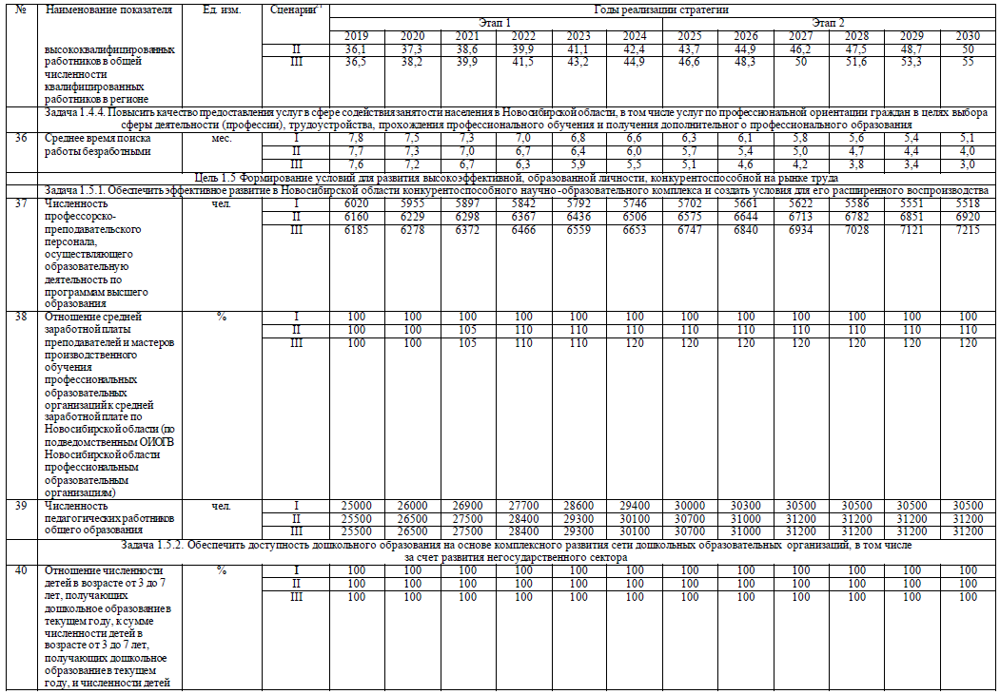 № Наименование показателя Ед. изм. Сценарии Годы реализации стратегии
Этап 1 Этап 2
2019 2020 2021 2022 2023 2024 2025 2026 2027 2028 2029 2030
высококвалифицированных II 36,1 37,3 38,6 39,9 41,1 42,4 43,7 44,9 46,2 47,5 48,7 50
работников в общей III 36,5 38,2 39,9 41,5 43,2 44,9 46,6 48,3 50 51,6 53,3 55
численности
квалифицированных
работников в регионе
Задача 1.4.4. Повысить качество предоставления услуг в сфере содействия занятости населения в Новосибирской области, в том числе услуг по профессиональной ориентации граждан в целях выбора
сферы деятельности (профессии), трудоустройства, прохождения профессионального обучения и получения дополнительного профессионального образования
36 Среднее время поиска мес. I 7,8 7,5 7,3 7,0 6,8 6,6 6,3 6,1 5,8 5,6 5,4 5,1
работы безработными II 7,7 7,3 7,0 6,7 6,4 6,0 5,7 5,4 5,0 4,7 4,4 4,0
III 7,6 7,2 6,7 6,3 5,9 5,5 5,1 4,6 4,2 3,8 3,4 3,0
Цель 1.5 Формирование условий для развития высокоэффективной, образованной личности, конкурентоспособной на рынке труда
Задача 1.5.1. Обеспечить эффективное развитие в Новосибирской области конкурентоспособного научно-образовательного комплекса и создать условия для его расширенного воспроизводства
37 Численность чел. I 6020 5955 5897 5842 5792 5746 5702 5661 5622 5586 5551 5518
профессорско- II 6160 6229 6298 6367 6436 6506 6575 6644 6713 6782 6851 6920
преподавательского III 6185 6278 6372 6466 6559 6653 6747 6840 6934 7028 7121 7215
персонала,
осуществляющего
образовательную
деятельность по
программам высшего
образования
38 Отношение средней % I 100 100 100 100 100 100 100 100 100 100 100 100
заработной платы II 100 100 105 110 110 110 110 110 110 110 110 110
преподавателей и мастеров III 100 100 105 110 110 120 120 120 120 120 120 120
производственного
обучения
профессиональных
образовательных
организаций к средней
заработной плате по
Новосибирской области (по
подведомственным ОИОГВ
Новосибирской области
профессиональным
образовательным
организациям)
39 Численность чел. I 25000 26000 26900 27700 28600 29400 30000 30300 30500 30500 30500 30500
педагогических работников II 25500 26500 27500 28400 29300 30100 30700 31000 31200 31200 31200 31200
общего образования III 25500 26500 27500 28400 29300 30100 30700 31000 31200 31200 31200 31200
Задача 1.5.2. Обеспечить доступность дошкольного образования на основе комплексного развития сети дошкольных образовательных организаций, в том числе
за счет развития негосударственного сектора
40 Отношение численности % I 100 100 100 100 100 100 100 100 100 100 100 100
детей в возрасте от 3 до 7 II 100 100 100 100 100 100 100 100 100 100 100 100
лет, получающих III 100 100 100 100 100 100 100 100 100 100 100 100
дошкольное образование в
текущем году, к сумме
численности детей в
возрасте от 3 до 7 лет,
получающих дошкольное
образование в текущем
году, и численности детей